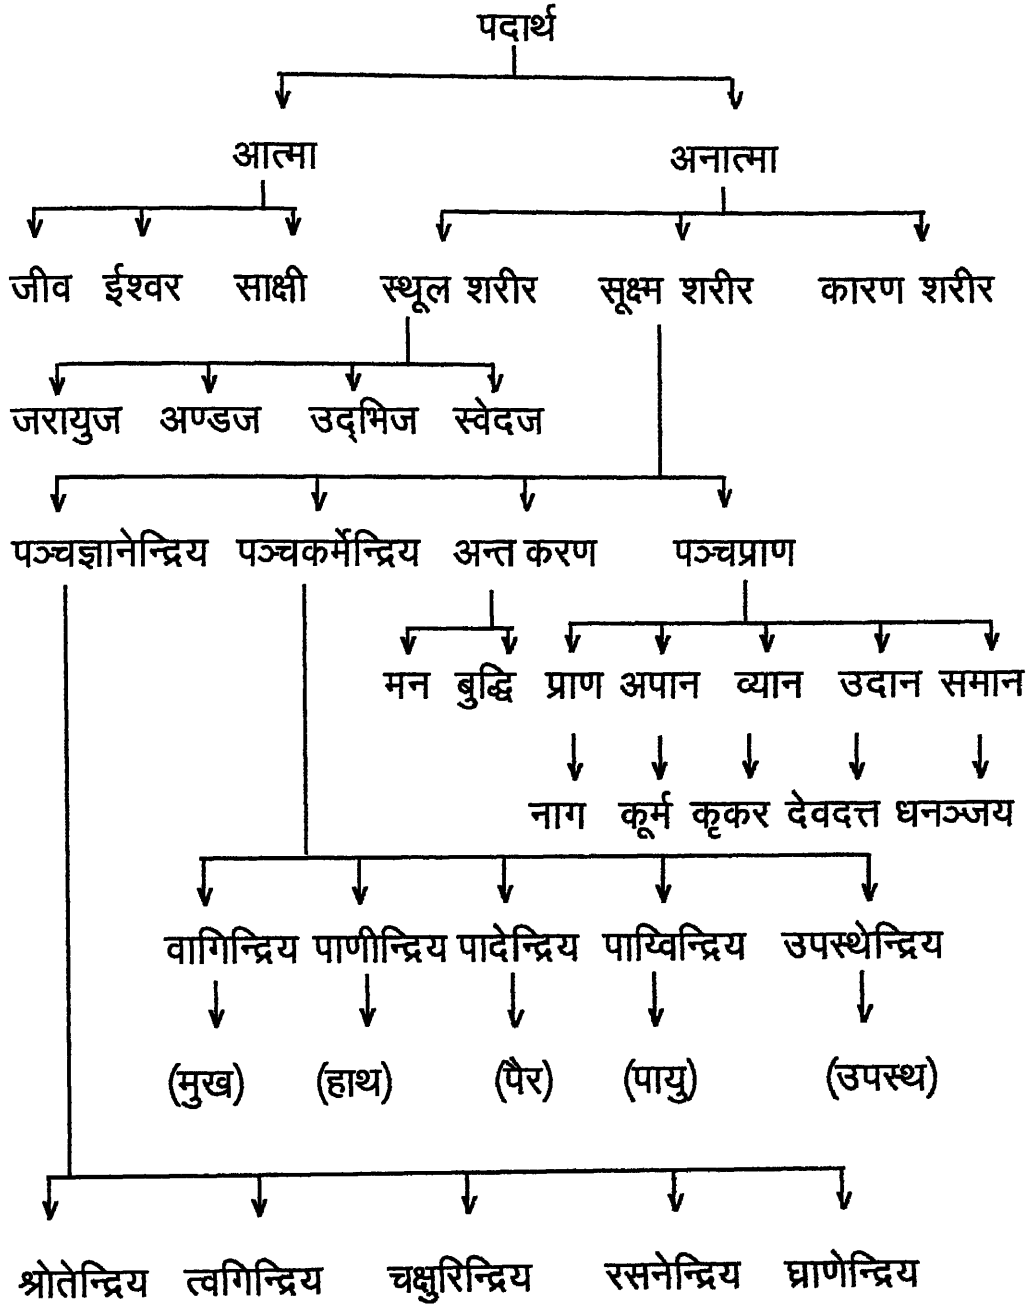 पदार्थ
आत्मा अनात्मा
जीव ईश्वर साक्षी स्थूल शरीर सूक्ष्म शरीर कारण शरीर
जरायुज अण्डज उद्‌भिज स्वेदज
पञ्चज्ञानेन्द्रिय पञ्चकर्मेन्द्रिय अन्त करण पञ्चप्राण
मन बुद्धि प्राण अपान व्यान उदान समान
नाग कूर्म कृकर देवदत्त धनञ्जय
वागिन्द्रिय पाणीन्द्रिय पादेन्द्रिय पाय्विन्द्रिय उपस्थेन्द्रिय
(मुख) (हाथ) (पैर) (पायु) (उपस्थ)
श्रोतेन्द्रिय त्वगिन्द्रिय चक्षुरिन्द्रिय रसनेन्द्रिय घ्राणेन्द्रिय